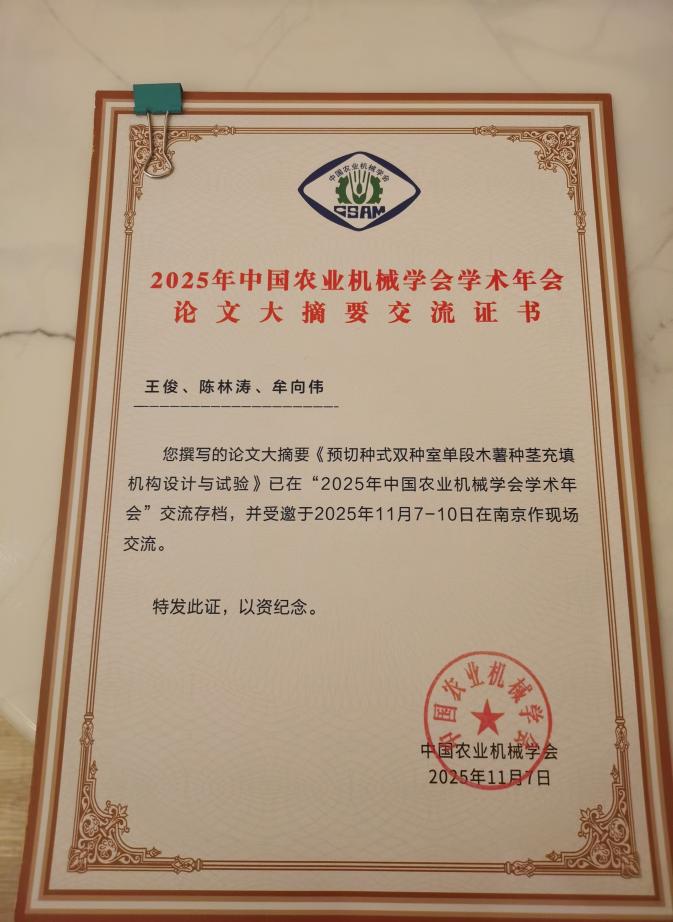 中国农业机械学会
CSAM
2025年中国农业机械学会学术年会
论文大摘要交流证书
王俊、陈林涛、牟向伟
您撰写的论文大摘要《预切种式双种室单段木薯种茎充填
机构设计与试验》已在“2025年中国农业机械学会学术年
会”交流存档，并受邀于2025年11月7-10日在南京作现场
交流。
特发此证，以资纪念。
中国农业机械学会
中国农业机械学会
2025年11月7日